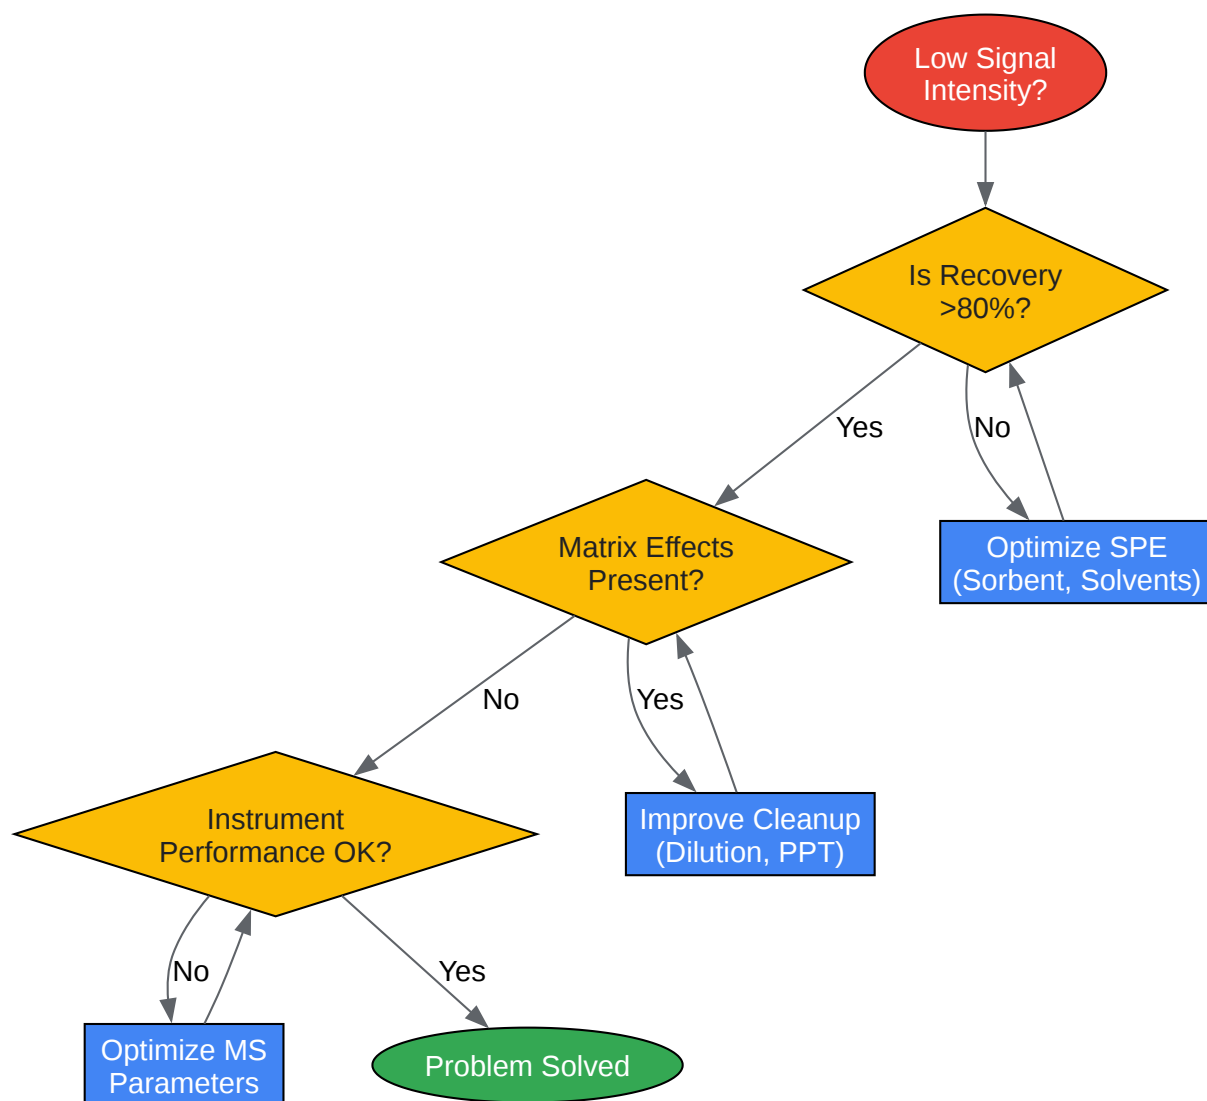 Low Signal
Intensity?
Is Recovery
>80%?
Yes
No
Matrix Effects
Present?
Optimize SPE
(Sorbent, Solvents)
No
Yes
Instrument
Performance OK?
Improve Cleanup
(Dilution, PPT)
No
Yes
Optimize MS
Parameters
Problem Solved